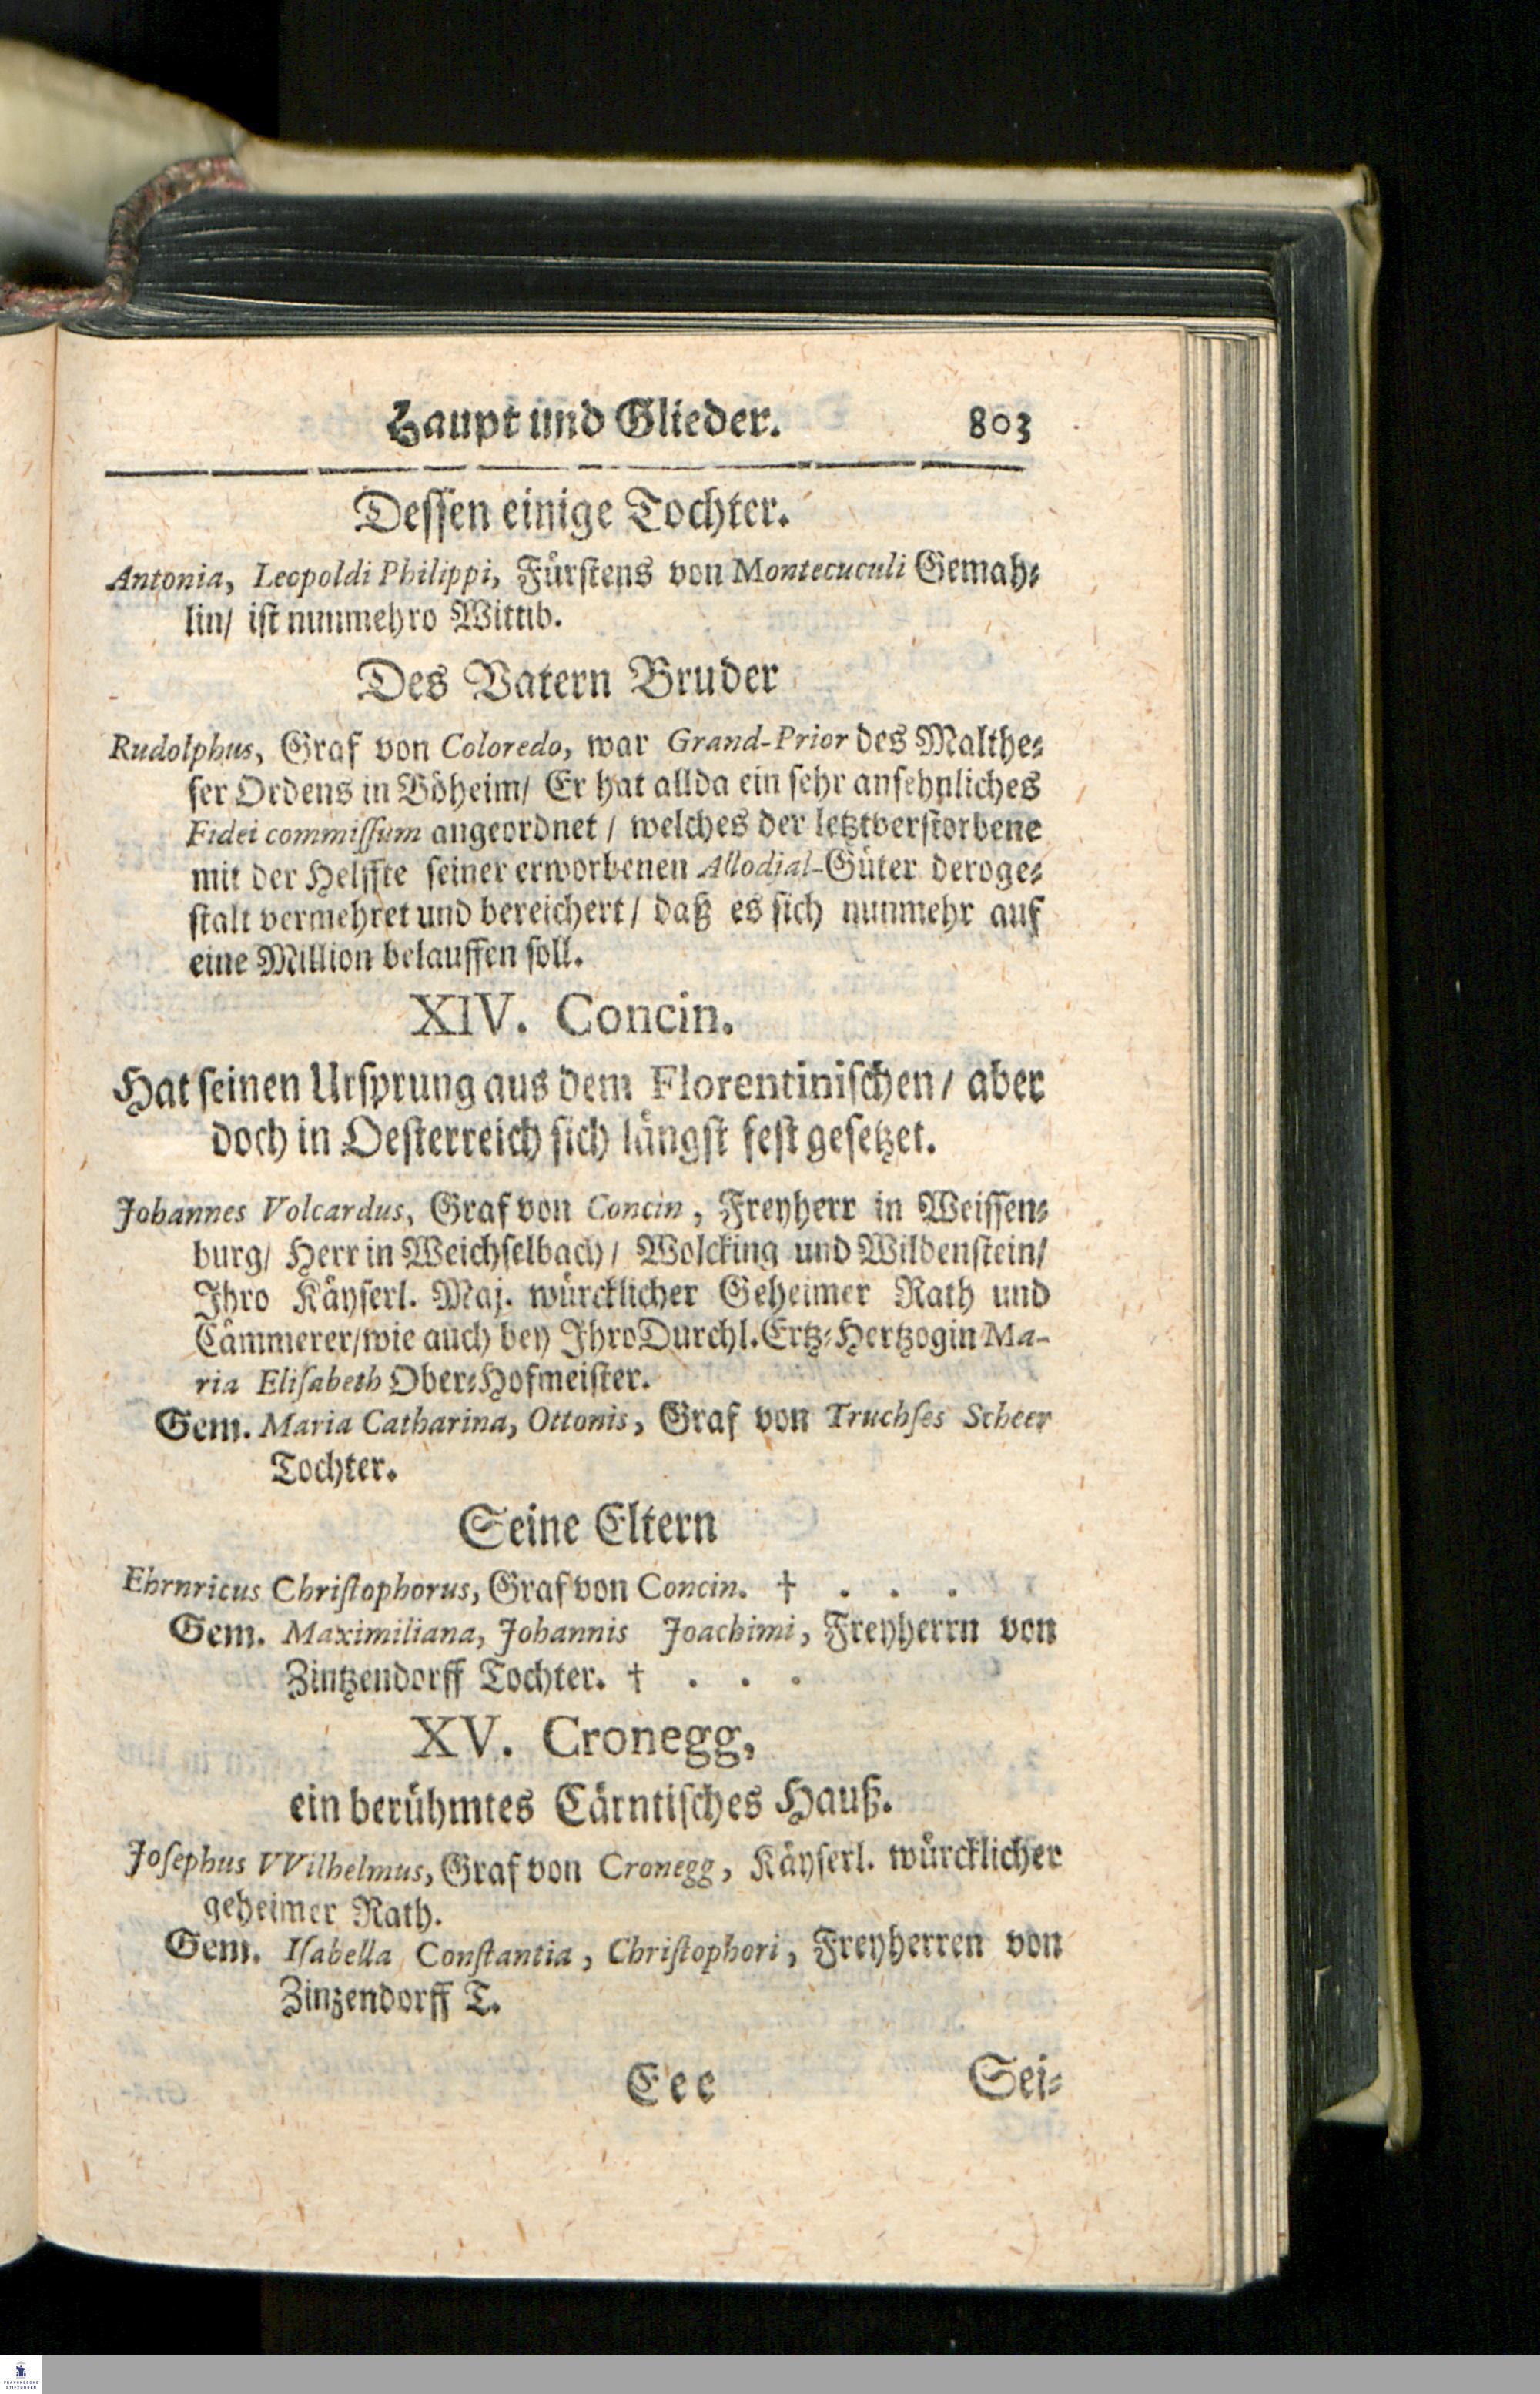 Haupt und Glieder. 803
Dessen einige Tochter.
Antonia, Leopoldi Philippi, Fürstens von Montecuculi Gemah⸗
lin/ ist nunmehro Wittib.
Des Vatern Bruder
Rudolphus, Graf von Coloredo, war Grand-Prior des Malthe⸗
ser Ordens in Böheim/ Er hat allda ein sehr ansehnliches
Fidei commissum angeordnet / welches der letztverstorbene
mit der Helffte seiner erworbenen Allodial-Güter deroge⸗
stalt vermehret und bereichert / daß es sich nunmehr auf
eine Million belauffen soll.
XIV. Concin.
Hat seinen Ursprung aus dem Florentinischen / aber
doch in Oesterreich sich längst fest gesetzet.
Johannes Volcardus, Graf von Concin, Freyherr in Weissen⸗
burg/ Herr in Weichselbach/ Wolcking und Wildenstein/
Ihro Käyserl. Maj. würcklicher Geheimer Rath und
Cämmerer/wie auch bey Ihro Durchl. Ertz⸗Hertzogin Ma-
ria Elisabeth Ober⸗Hofmeister.
Gem. Maria Catharina, Ottonis, Graf von Truchses Scheer
Tochter.
Seine Eltern
Ehrnricus Christophorus, Graf von Concin. † . . .
Gem. Maximiliana, Johannis Joachimi, Freyherrn von
Zintzendorff Tochter. † . . .
XV. Cronegg,
ein berühmtes Cärntisches Hauß.
Josephus VVilhelmus, Graf von Cronegg, Käyserl. würcklicher
geheimer Rath.
Gem. Isabella Constantia, Christophori, Freyherren von
Zinzendorff T.
Eee Sei⸗
FRANCKESCHE
STIFTUNGEN